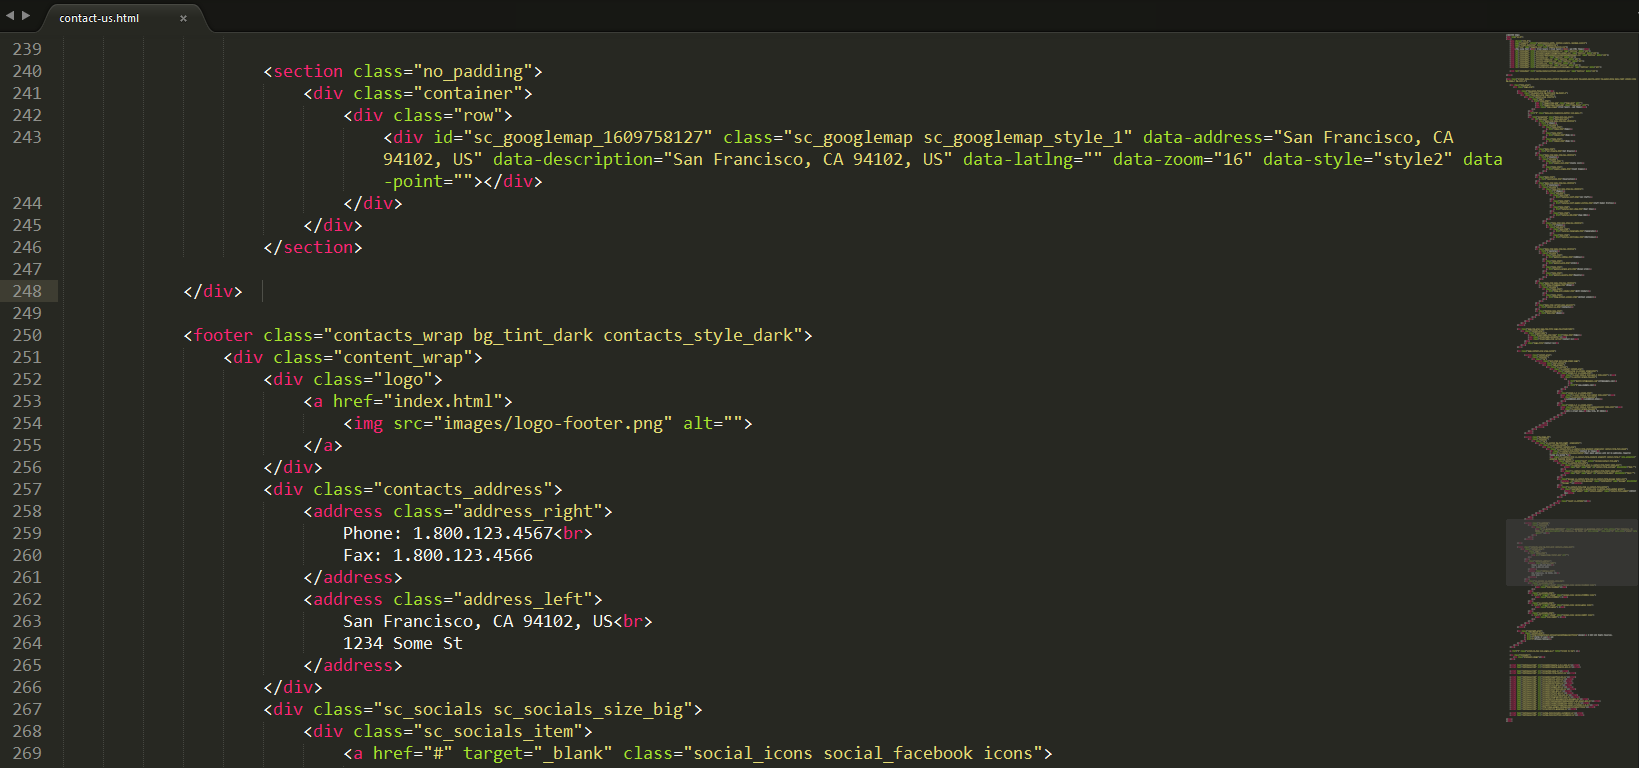 contact-us.html ×
239
240 <section class="no_padding">
241 <div class="container">
242 <div class="row">
243 <div id="sc_googlemap_1609758127" class="sc_googlemap sc_googlemap_style_1" data-address="San Francisco, CA
94102, US" data-description="San Francisco, CA 94102, US" data-latlng="" data-zoom="16" data-style="style2" data
-point=""></div>
244 </div>
245 </div>
246 </section>
247
248 </div>
249
250 <footer class="contacts_wrap bg_tint_dark contacts_style_dark">
251 <div class="content_wrap">
252 <div class="logo">
253 <a href="index.html">
254 <img src="images/logo-footer.png" alt="">
255 </a>
256 </div>
257 <div class="contacts_address">
258 <address class="address_right">
259 Phone: 1.800.123.4567<br>
260 Fax: 1.800.123.4566
261 </address>
262 <address class="address_left">
263 San Francisco, CA 94102, US<br>
264 1234 Some St
265 </address>
266 </div>
267 <div class="sc_socials sc_socials_size_big">
268 <div class="sc_socials_item">
269 <a href="#" target="_blank" class="social_icons social_facebook icons">